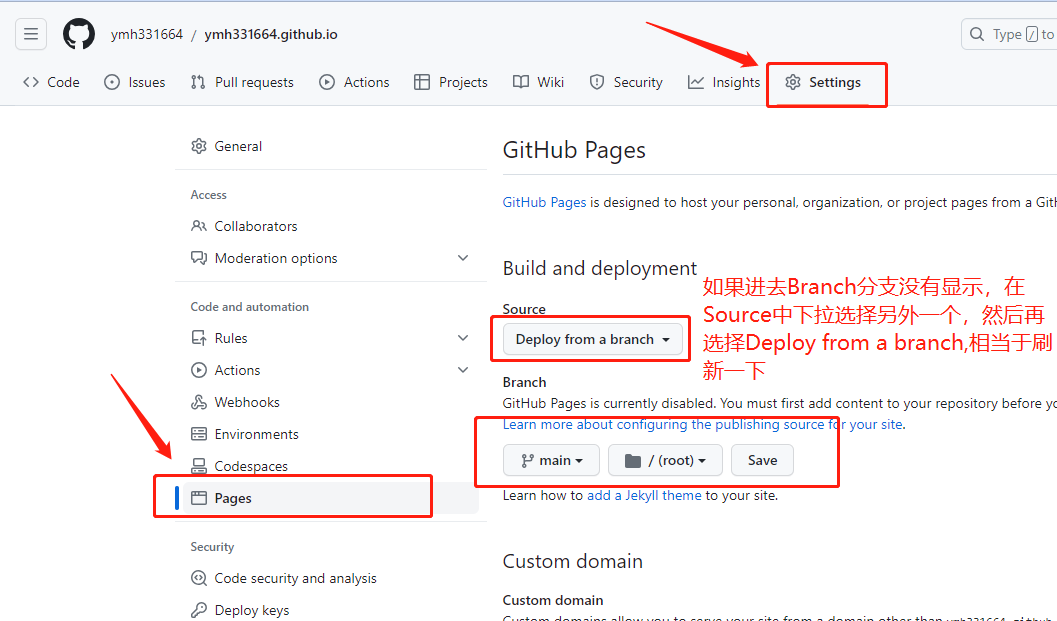 ymh331664 / ymh331664.github.io
Type / to
Code Issues Pull requests Actions Projects Wiki Security Insights Settings
General
Access
Collaborators
Moderation options
Code and automation
Rules
Actions
Webhooks
Environments
Codespaces
Pages
Security
Code security and analysis
Deploy keys
GitHub Pages
GitHub Pages is designed to host your personal, organization, or project pages from a Gith
Build and deployment
Source
Deploy from a branch
如果进去Branch分支没有显示，在
Source中下拉选择另外一个，然后再
选择Deploy from a branch,相当于刷
新一下
Branch
GitHub Pages is currently disabled. You must first add content to your repository before yo
Learn more about configuring the publishing source for your site.
main / (root) Save
Learn how to add a Jekyll theme to your site.
Custom domain
Custom domain
Custom domains allow you to serve your site from a domain other than ymh331664.github